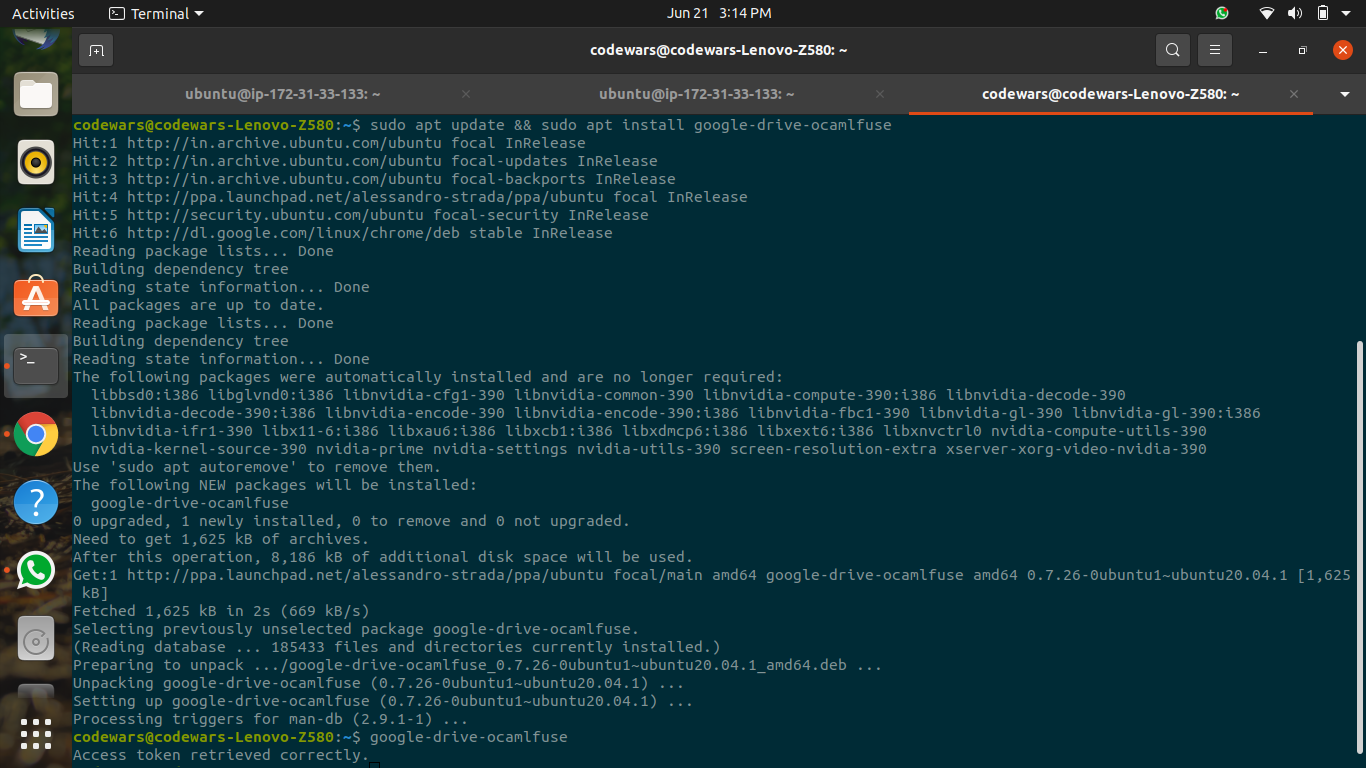 Activities Terminal Jun 21 3:14 PM
codewars@codewars-Lenovo-Z580: ~
ubuntu@ip-172-31-33-133: ~ ubuntu@ip-172-31-33-133: ~ codewars@codewars-Lenovo-Z580: ~
codewars@codewars-Lenovo-Z580:~$ sudo apt update && sudo apt install google-drive-ocamlfuse
Hit:1 http://in.archive.ubuntu.com/ubuntu focal InRelease
Hit:2 http://in.archive.ubuntu.com/ubuntu focal-updates InRelease
Hit:3 http://in.archive.ubuntu.com/ubuntu focal-backports InRelease
Hit:4 http://ppa.launchpad.net/alessandro-strada/ppa/ubuntu focal InRelease
Hit:5 http://security.ubuntu.com/ubuntu focal-security InRelease
Hit:6 http://dl.google.com/linux/chrome/deb stable InRelease
Reading package lists... Done
Building dependency tree
Reading state information... Done
All packages are up to date.
Reading package lists... Done
Building dependency tree
Reading state information... Done
The following packages were automatically installed and are no longer required:
  libbsd0:i386 libglvnd0:i386 libnvidia-cfg1-390 libnvidia-common-390 libnvidia-compute-390:i386 libnvidia-decode-390
  libnvidia-decode-390:i386 libnvidia-encode-390 libnvidia-encode-390:i386 libnvidia-fbc1-390 libnvidia-gl-390 libnvidia-gl-390:i386
  libnvidia-ifr1-390 libx11-6:i386 libxau6:i386 libxcb1:i386 libxdmcp6:i386 libxext6:i386 libxnvctrl0 nvidia-compute-utils-390
  nvidia-kernel-source-390 nvidia-prime nvidia-settings nvidia-utils-390 screen-resolution-extra xserver-xorg-video-nvidia-390
Use 'sudo apt autoremove' to remove them.
The following NEW packages will be installed:
  google-drive-ocamlfuse
0 upgraded, 1 newly installed, 0 to remove and 0 not upgraded.
Need to get 1,625 kB of archives.
After this operation, 8,186 kB of additional disk space will be used.
Get:1 http://ppa.launchpad.net/alessandro-strada/ppa/ubuntu focal/main amd64 google-drive-ocamlfuse amd64 0.7.26-0ubuntu1~ubuntu20.04.1 [1,625
 kB]
Fetched 1,625 kB in 2s (669 kB/s)
Selecting previously unselected package google-drive-ocamlfuse.
(Reading database ... 185433 files and directories currently installed.)
Preparing to unpack .../google-drive-ocamlfuse_0.7.26-0ubuntu1~ubuntu20.04.1_amd64.deb ...
Unpacking google-drive-ocamlfuse (0.7.26-0ubuntu1~ubuntu20.04.1) ...
Setting up google-drive-ocamlfuse (0.7.26-0ubuntu1~ubuntu20.04.1) ...
Processing triggers for man-db (2.9.1-1) ...
codewars@codewars-Lenovo-Z580:~$ google-drive-ocamlfuse
Access token retrieved correctly.